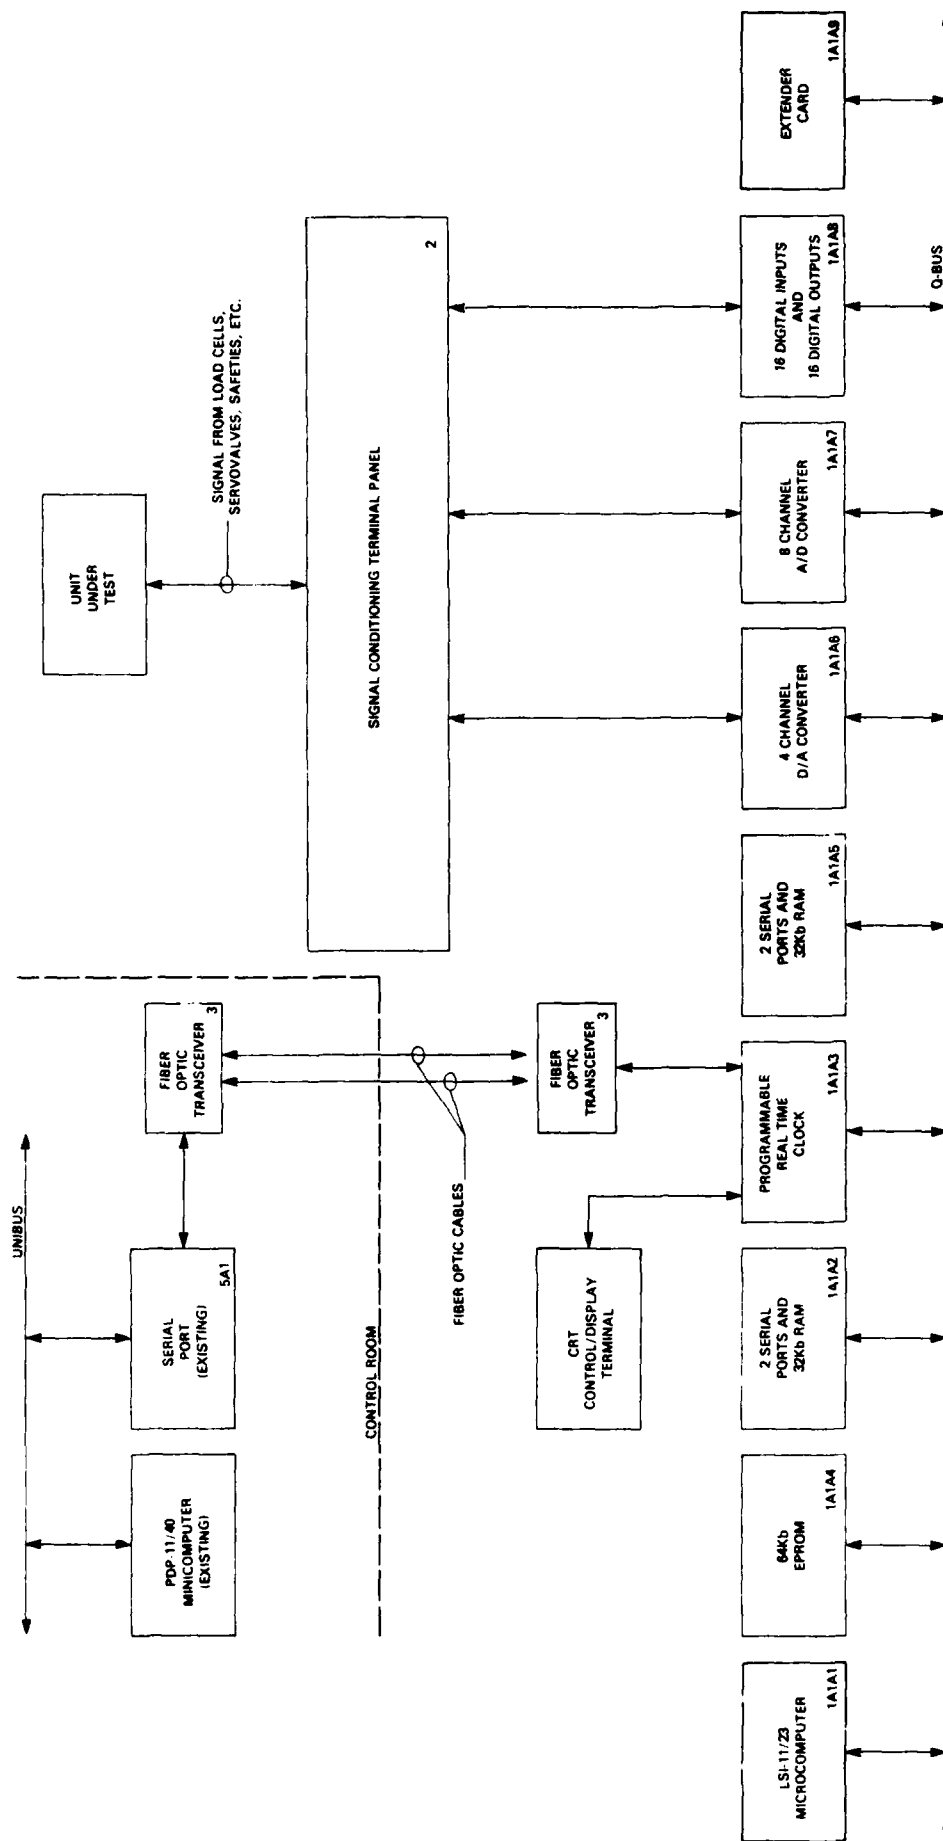 UNIBUS
PDP-11/40
MINICOMPUTER
(EXISTING)
SERIAL
PORT
(EXISTING)
5A1
FIBER
OPTIC
TRANSCEIVER
3
CONTROL ROOM
FIBER OPTIC CABLES
UNIT
UNDER
TEST
SIGNAL FROM LOAD CELLS,
SERVOVALVES, SAFETIES, ETC.
SIGNAL CONDITIONING TERMINAL PANEL
2
CRT
CONTROL/DISPLAY
TERMINAL
FIBER
OPTIC
TRANSCEIVER
3
LSI-11/23
MICROCOMPUTER
1A1A1
64Kb
EPROM
1A1A4
2 SERIAL
PORTS AND
32Kb RAM
1A1A2
PROGRAMMABLE
REAL TIME
CLOCK
1A1A3
2 SERIAL
PORTS AND
32Kb RAM
1A1A5
4 CHANNEL
D/A CONVERTER
1A1A6
8 CHANNEL
A/D CONVERTER
1A1A7
16 DIGITAL INPUTS
AND
16 DIGITAL OUTPUTS
1A1A8
EXTENDER
CARD
1A1A9
Q-BUS